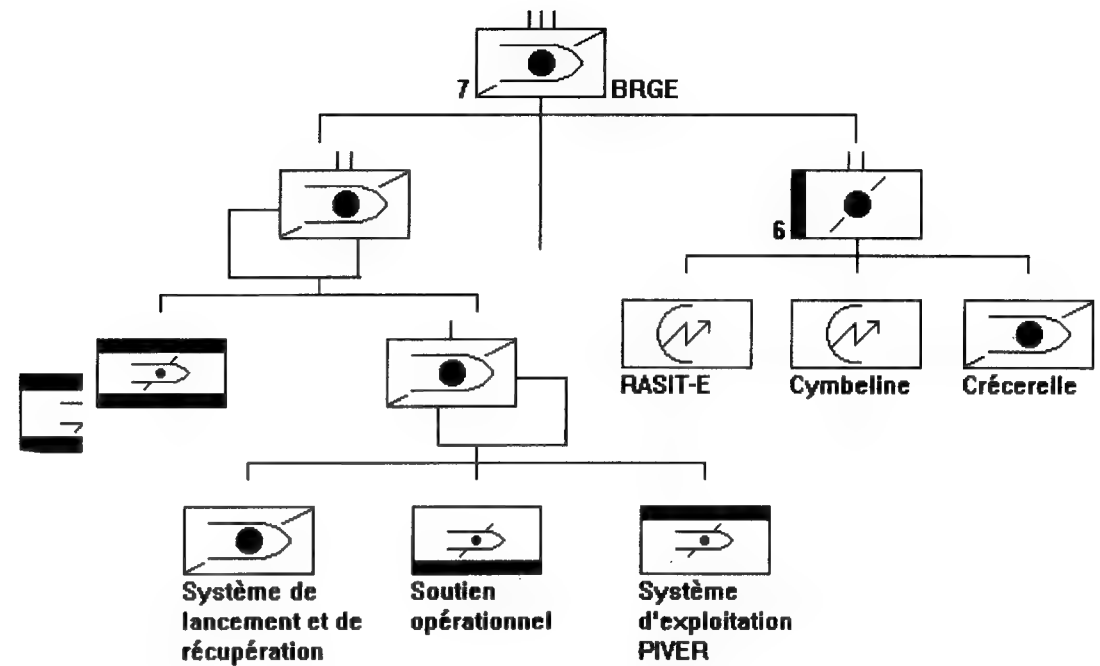 7 BRGE
6
RASIT-E Cymbeline Crécerelle
Système de
lancement et de
récupération
Soutien
opérationnel
Système
d'exploitation
PIVER